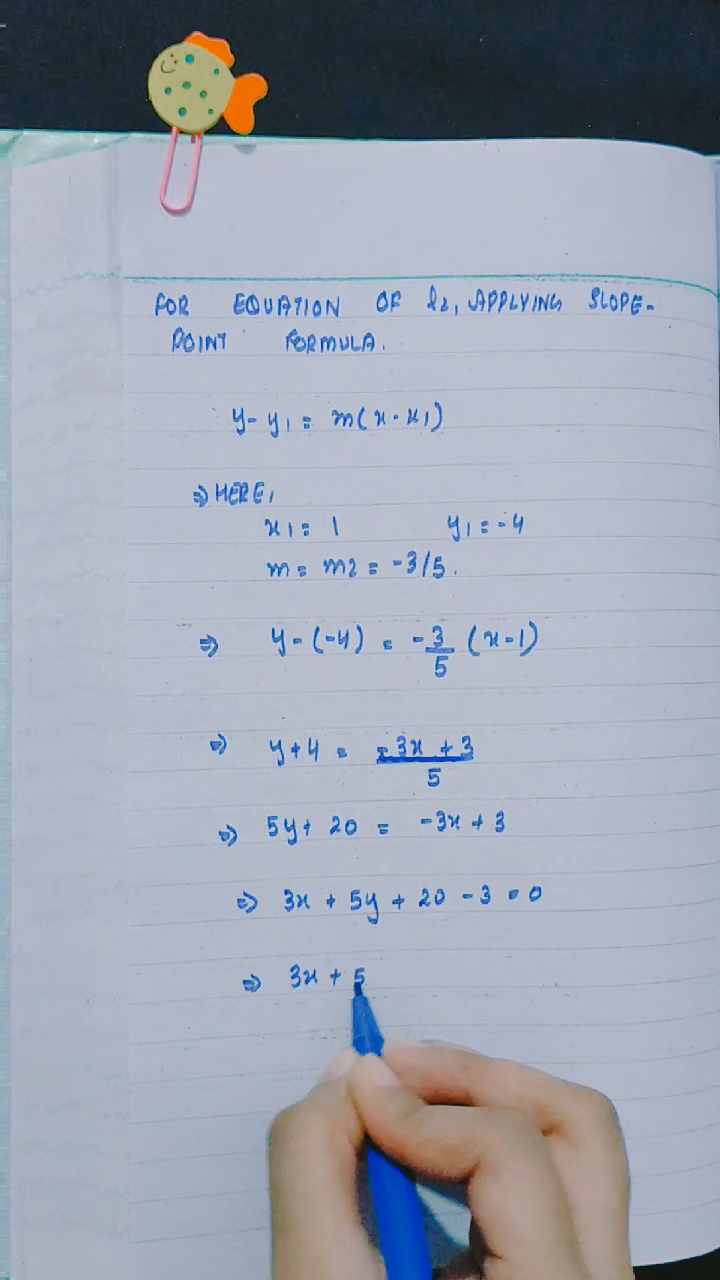 FOR EQUATION OF l2, APPLYING SLOPE-
POINT FORMULA.
y - y1 = m(x - x1)
⇒ HERE,
x1 = 1 y1 = -4
m = m2 = -3/5.
⇒ y - (-4) = -3/5 (x - 1)
⇒ y + 4 = -3x + 3 / 5
⇒ 5y + 20 = -3x + 3
⇒ 3x + 5y + 20 - 3 = 0
⇒ 3x + 5